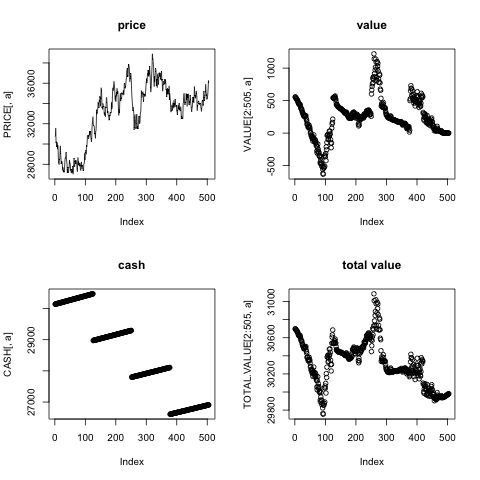 price
PRICE[, a]
28000 32000 36000
0 100 200 300 400 500
Index
value
VALUE[2:505, a]
-500 0 500 1000
0 100 200 300 400 500
Index
cash
CASH[, a]
27000 29000
0 100 200 300 400 500
Index
total value
TOTAL.VALUE[2:505, a]
29800 30200 30600 31000
0 100 200 300 400 500
Index